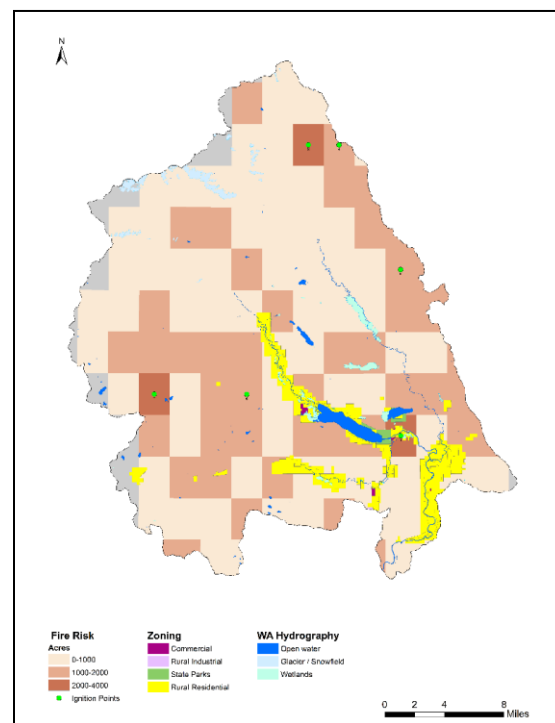 N
Fire Risk
Acres
0-1000
1000-2000
2000-4000
Ignition Points
Zoning
Commercial
Rural Industrial
State Parks
Rural Residential
WA Hydrography
Open water
Glacier / Snowfield
Wetlands
0 2 4 8
Miles